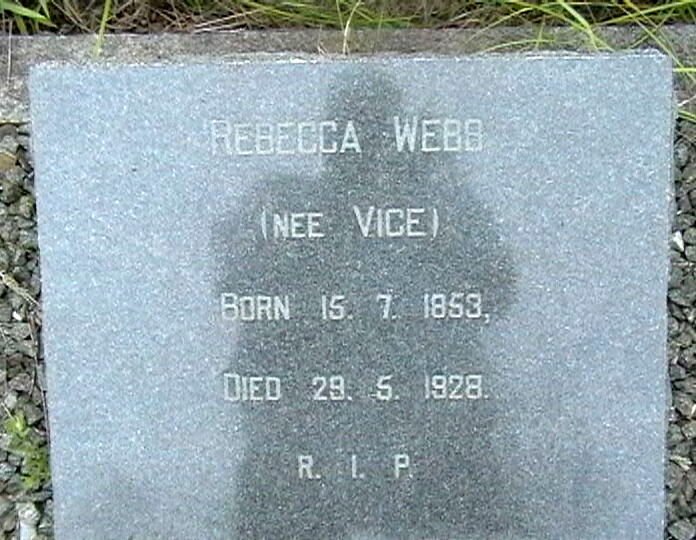 REBECCA WEBB
(NEE VICE)
BORN 15. 7. 1853,
DIED 29. 5. 1928.
R. I. P.